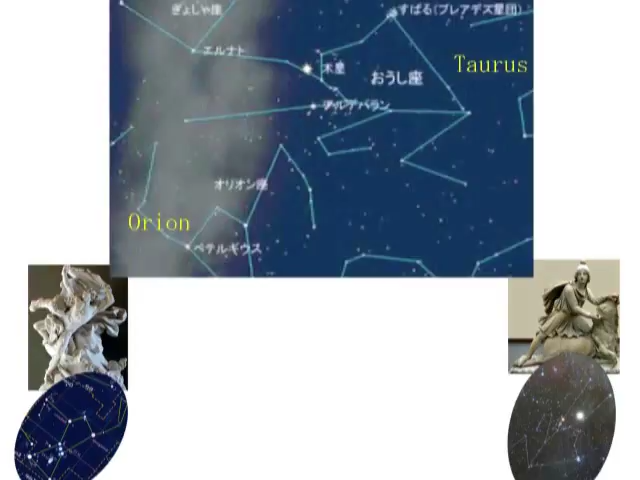 ぎょしゃ座
すばる(プレアデス星団)
エルナト
木星
おうし座
Taurus
アルデバラン
オリオン座
Orion
ベテルギウス